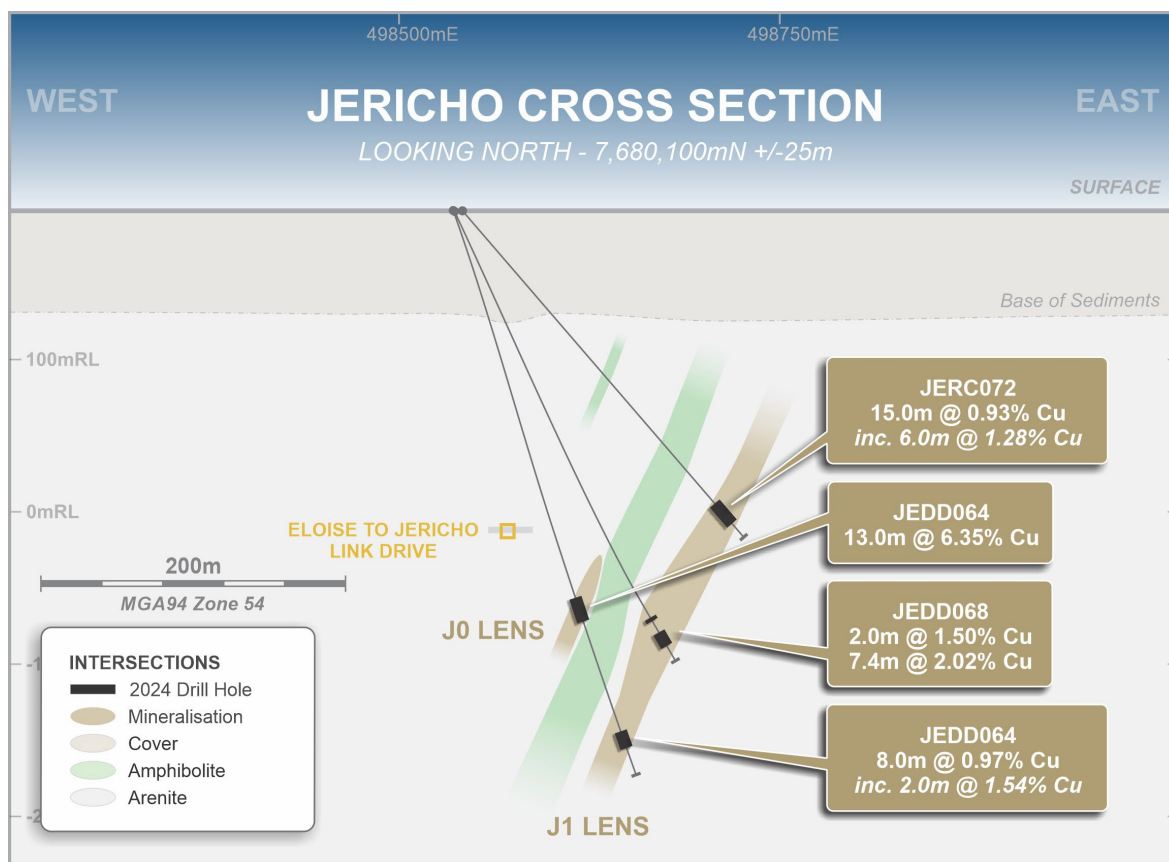 498500mE
498750mE
WEST
JERICHO CROSS SECTION
EAST
LOOKING NORTH - 7,680,100mN +/-25m
SURFACE
Base of Sediments
100mRL
JERC072
15.0m @ 0.93% Cu
inc. 6.0m @ 1.28% Cu
0mRL
ELOISE TO JERICHO
LINK DRIVE
JEDD064
13.0m @ 6.35% Cu
200m
MGA94 Zone 54
J0 LENS
JEDD068
2.0m @ 1.50% Cu
7.4m @ 2.02% Cu
INTERSECTIONS
2024 Drill Hole
Mineralisation
Cover
Amphibolite
Arenite
JEDD064
8.0m @ 0.97% Cu
inc. 2.0m @ 1.54% Cu
J1 LENS